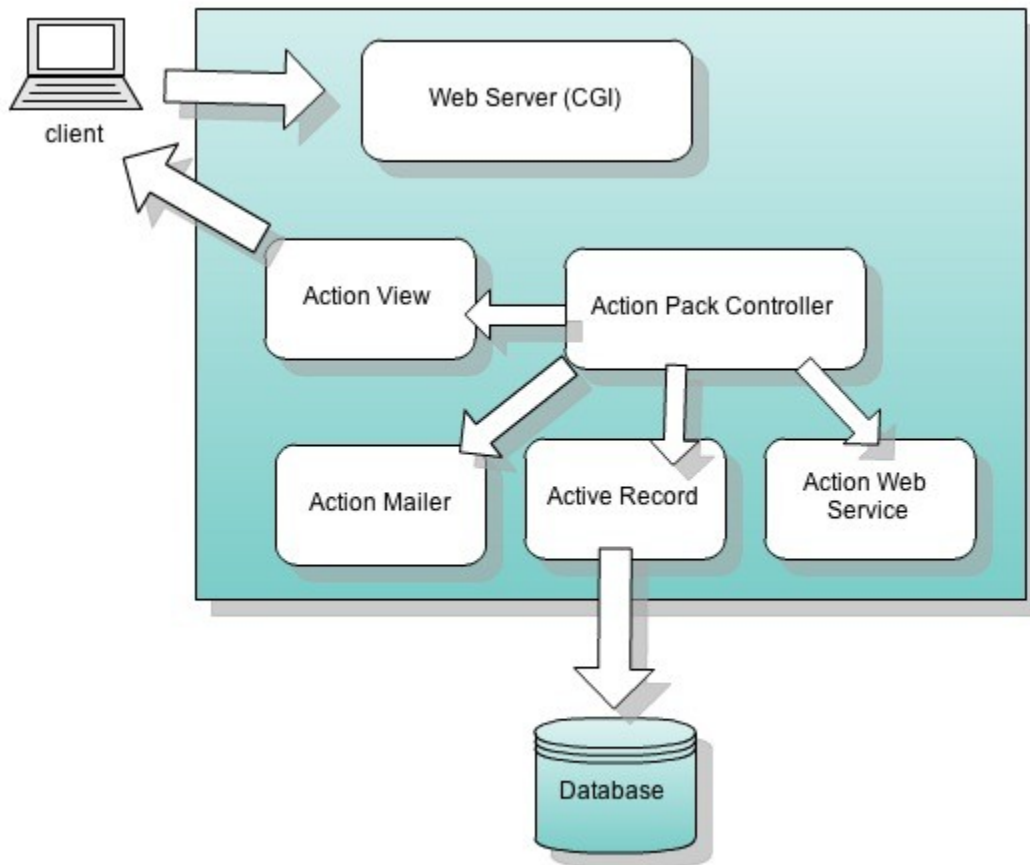 client
Web Server (CGI)
Action View
Action Pack Controller
Action Mailer
Active Record
Action Web
Service
Database